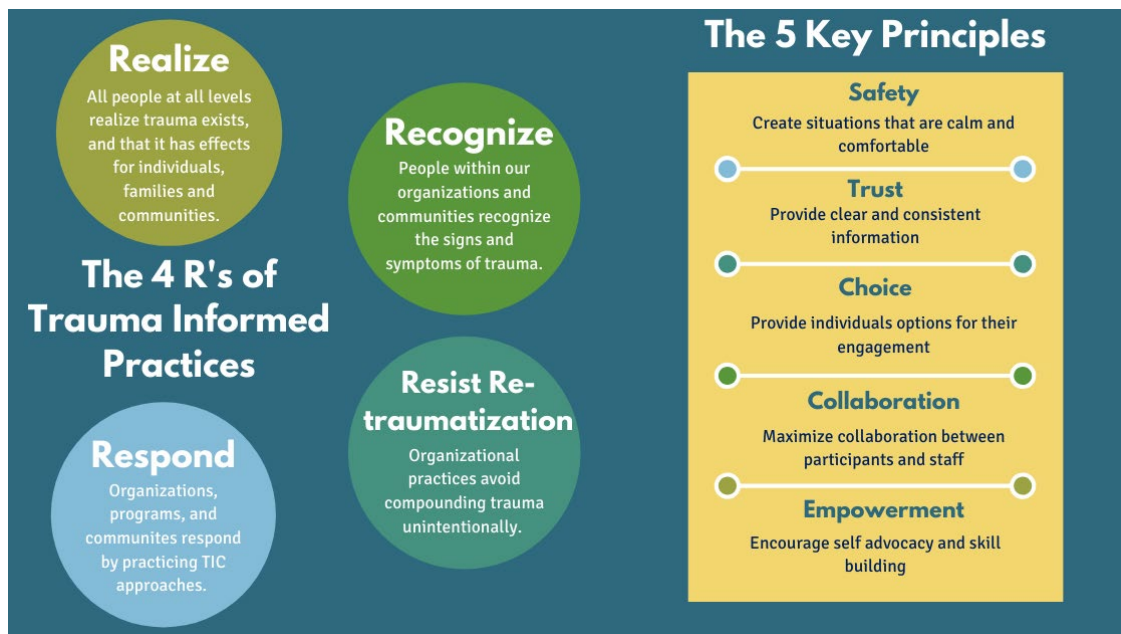 Realize
All people at all levels
realize trauma exists,
and that it has effects
for individuals,
families and
communities.
The 4 R's of
Trauma Informed
Practices
Respond
Organizations,
programs, and
communites respond
by practicing TIC
approaches.
Recognize
People within our
organizations and
communities recognize
the signs and
symptoms of trauma.
Resist Re-
traumatization
Organizational
practices avoid
compounding trauma
unintentionally.
The 5 Key Principles
Safety
Create situations that are calm and
comfortable
Trust
Provide clear and consistent
information
Choice
Provide individuals options for their
engagement
Collaboration
Maximize collaboration between
participants and staff
Empowerment
Encourage self advocacy and skill
building